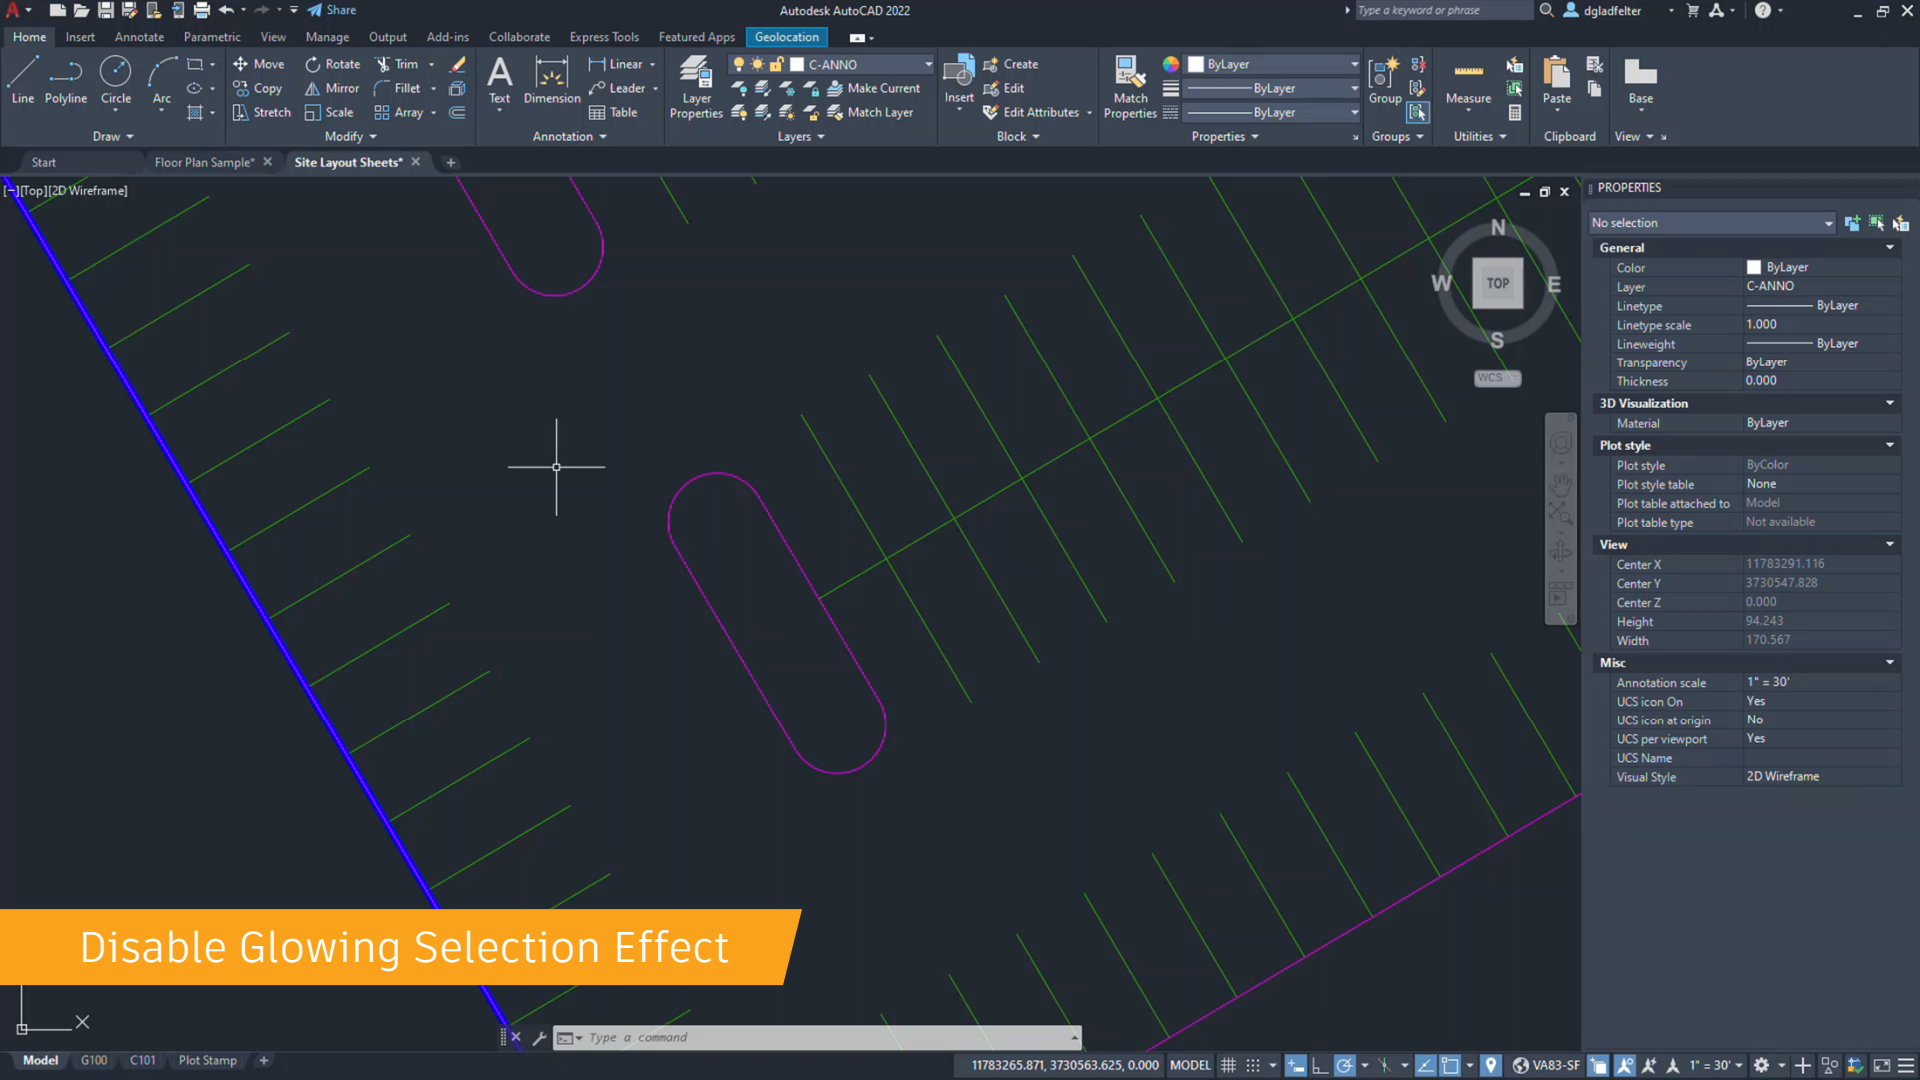 Share
Autodesk AutoCAD 2022
Type a keyword or phrase
dgladfelter
Home Insert Annotate Parametric View Manage Output Add-ins Collaborate Express Tools Featured Apps Geolocation
Line Polyline Circle Arc
Move Rotate Trim
Copy Mirror Fillet
Stretch Scale Array
Text Dimension
Linear
Leader
Table
Layer Properties
C-ANNO
Make Current
Match Layer
Insert
Create
Edit
Edit Attributes
Match Properties
ByLayer
ByLayer
ByLayer
Group
Measure
Paste
Base
Draw Modify Annotation Layers Block Properties Groups Utilities Clipboard View
Start Floor Plan Sample* Site Layout Sheets*
[−][Top][2D Wireframe]
N
W TOP E
S
WCS
PROPERTIES
No selection
General
Color ByLayer
Layer C-ANNO
Linetype ByLayer
Linetype scale 1.000
Lineweight ByLayer
Transparency ByLayer
Thickness 0.000
3D Visualization
Material ByLayer
Plot style
Plot style ByColor
Plot style table None
Plot table attached to Model
Plot table type Not available
View
Center X 11783291.116
Center Y 3730547.828
Center Z 0.000
Height 94.243
Width 170.567
Misc
Annotation scale 1" = 30'
UCS icon On Yes
UCS icon at origin No
UCS per viewport Yes
UCS Name
Visual Style 2D Wireframe
Disable Glowing Selection Effect
X
Type a command
Model G100 C101 Plot Stamp
11783265.871, 3730563.625, 0.000 MODEL VA83-SF 1" = 30'